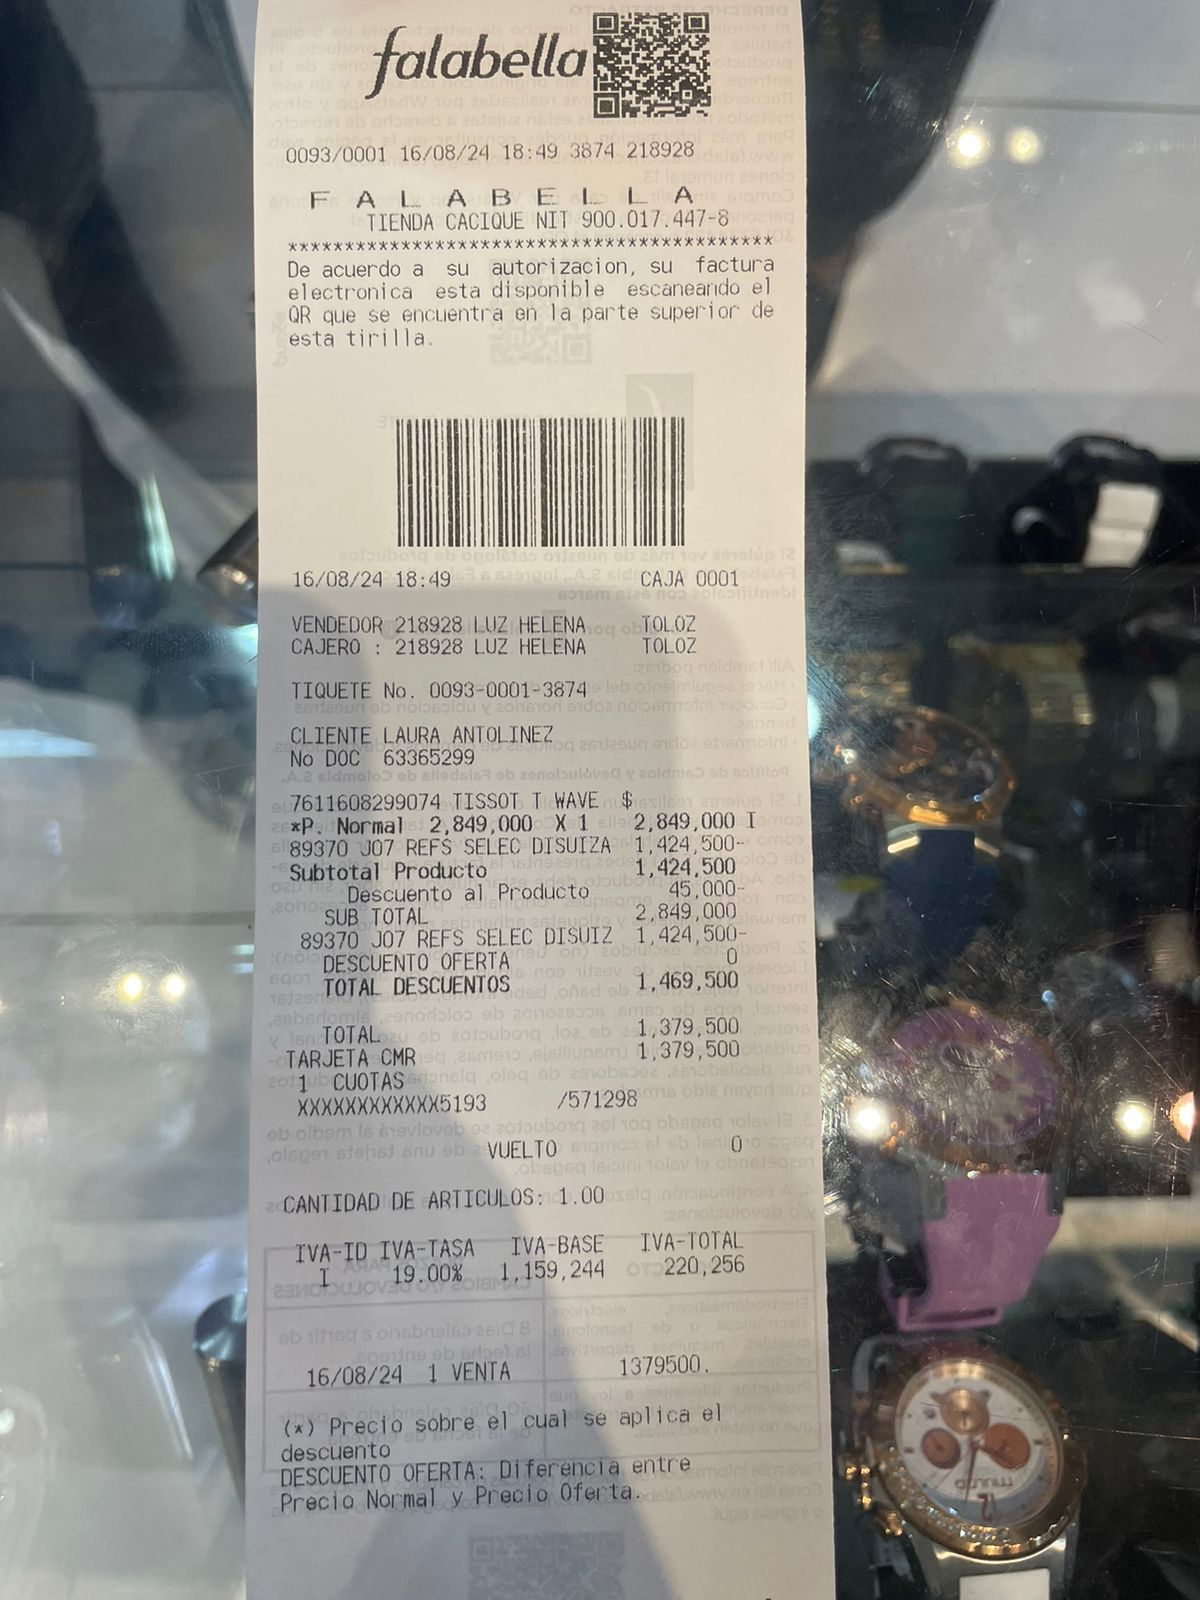 falabella
0093/0001 16/08/24 18:49 3874 218928
F A L A B E L L A
TIENDA CACIQUE NIT 900.017.447-8
*******************************************
De acuerdo a su autorizacion, su factura
electronica esta disponible escaneando el
QR que se encuentra en la parte superior de
esta tirilla.
16/08/24 18:49 CAJA 0001
VENDEDOR 218928 LUZ HELENA TOLOZ
CAJERO : 218928 LUZ HELENA TOLOZ
TIQUETE No. 0093-0001-3874
CLIENTE LAURA ANTOLINEZ
No DOC 63365299
7611608299074 TISSOT T WAVE $
*P. Normal 2,849,000 X 1 2,849,000 I
89370 J07 REFS SELEC DISUIZA 1,424,500-
Subtotal Producto 1,424,500
Descuento al Producto 45,000-
SUB TOTAL 2,849,000
89370 J07 REFS SELEC DISUIZ 1,424,500-
DESCUENTO OFERTA 0
TOTAL DESCUENTOS 1,469,500
TOTAL 1,379,500
TARJETA CMR 1,379,500
1 CUOTAS
XXXXXXXXXXXX5193 /571298
VUELTO 0
CANTIDAD DE ARTICULOS: 1.00
IVA-ID IVA-TASA IVA-BASE IVA-TOTAL
I 19.00% 1,159,244 220,256
16/08/24 1 VENTA 1379500.
(*) Precio sobre el cual se aplica el
descuento
DESCUENTO OFERTA: Diferencia entre
Precio Normal y Precio Oferta.